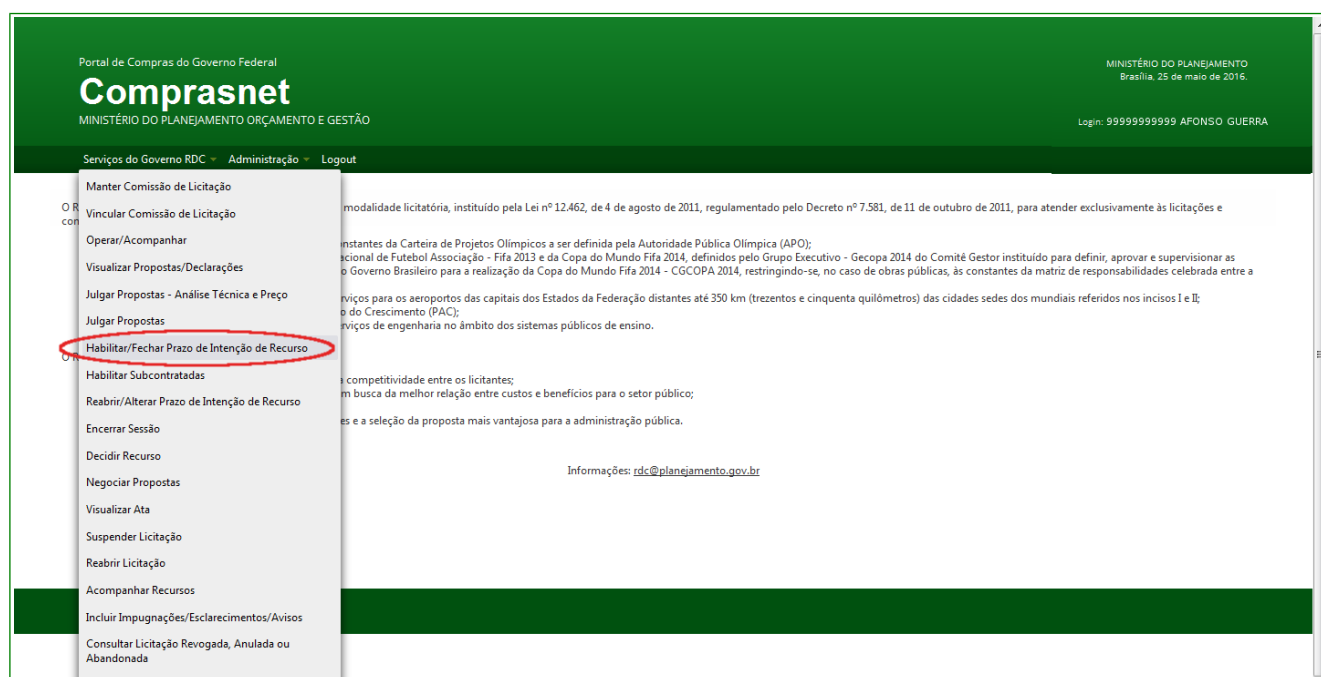 Portal de Compras do Governo Federal
Comprasnet
MINISTÉRIO DO PLANEJAMENTO ORÇAMENTO E GESTÃO
MINISTÉRIO DO PLANEJAMENTO
Brasília, 25 de maio de 2016.
Login: 99999999999 AFONSO GUERRA
Serviços do Governo RDC Administração Logout
Manter Comissão de Licitação
Vincular Comissão de Licitação
Operar/Acompanhar
Visualizar Propostas/Declarações
Julgar Propostas - Análise Técnica e Preço
Julgar Propostas
Habilitar/Fechar Prazo de Intenção de Recurso
Habilitar Subcontratadas
Reabrir/Alterar Prazo de Intenção de Recurso
Encerrar Sessão
Decidir Recurso
Negociar Propostas
Visualizar Ata
Suspender Licitação
Reabrir Licitação
Acompanhar Recursos
Incluir Impugnações/Esclarecimentos/Avisos
Consultar Licitação Revogada, Anulada ou
Abandonada
O modalidade licitatória, instituído pela Lei nº 12.462, de 4 de agosto de 2011, regulamentado pelo Decreto nº 7.581, de 11 de outubro de 2011, para atender exclusivamente às licitações e
con
nstantes da Carteira de Projetos Olímpicos a ser definida pela Autoridade Pública Olímpica (APO);
acional de Futebol Associação - Fifa 2013 e da Copa do Mundo Fifa 2014, definidos pelo Grupo Executivo - Gecopa 2014 do Comitê Gestor instituído para definir, aprovar e supervisionar as
o Governo Brasileiro para a realização da Copa do Mundo Fifa 2014 - CGCOPA 2014, restringindo-se, no caso de obras públicas, às constantes da matriz de responsabilidades celebrada entre a
rviços para os aeroportos das capitais dos Estados da Federação distantes até 350 km (trezentos e cinquenta quilômetros) das cidades sedes dos mundiais referidos nos incisos I e II;
o do Crescimento (PAC);
erviços de engenharia no âmbito dos sistemas públicos de ensino.
O R
a competitividade entre os licitantes;
m busca da melhor relação entre custos e benefícios para o setor público;
es e a seleção da proposta mais vantajosa para a administração pública.
Informações: rdc@planejamento.gov.br